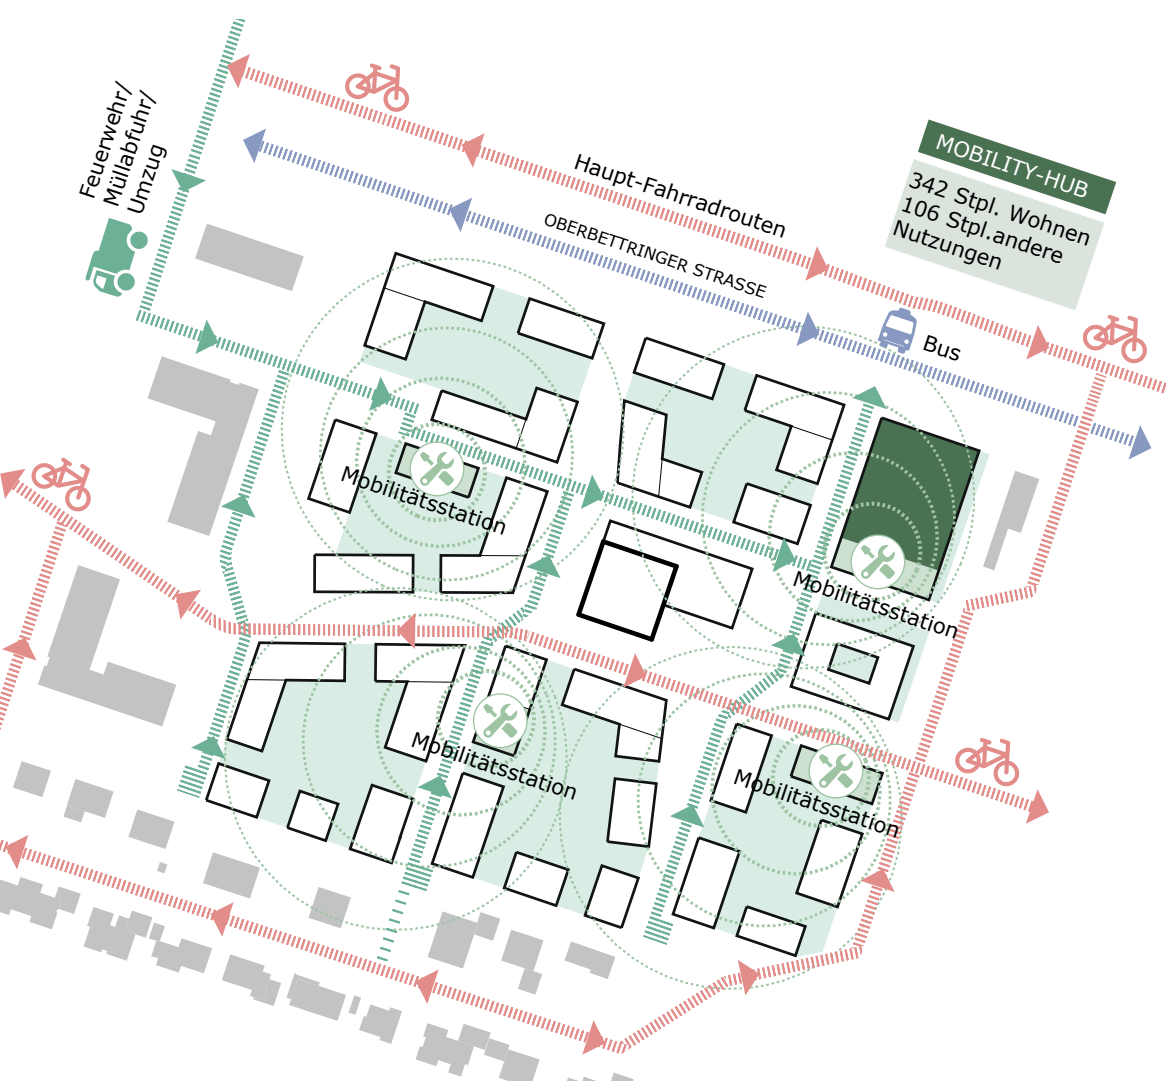 Feuerwehr/
Müllabfuhr/
Umzug
Haupt-Fahrradrouten
OBERBETTRINGER STRASSE
MOBILITY-HUB
342 Stpl. Wohnen
106 Stpl.andere
Nutzungen
Bus
Mobilitätsstation
Mobilitätsstation
Mobilitätsstation
Mobilitätsstation